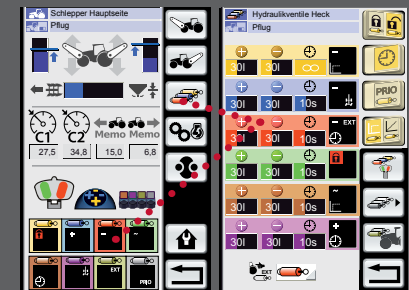 Schlepper Hauptseite
Pflug
C1
C2
Memo Memo
27,5
34,8
15,0
6,8
EXT
PRIO
Hydraulikventile Heck
Pflug
30l 30l
30l 30l 10s
30l 30l 10s EXT
30l 30l 10s
30l 30l 10s
30l 30l 10s
EXT
PRIO